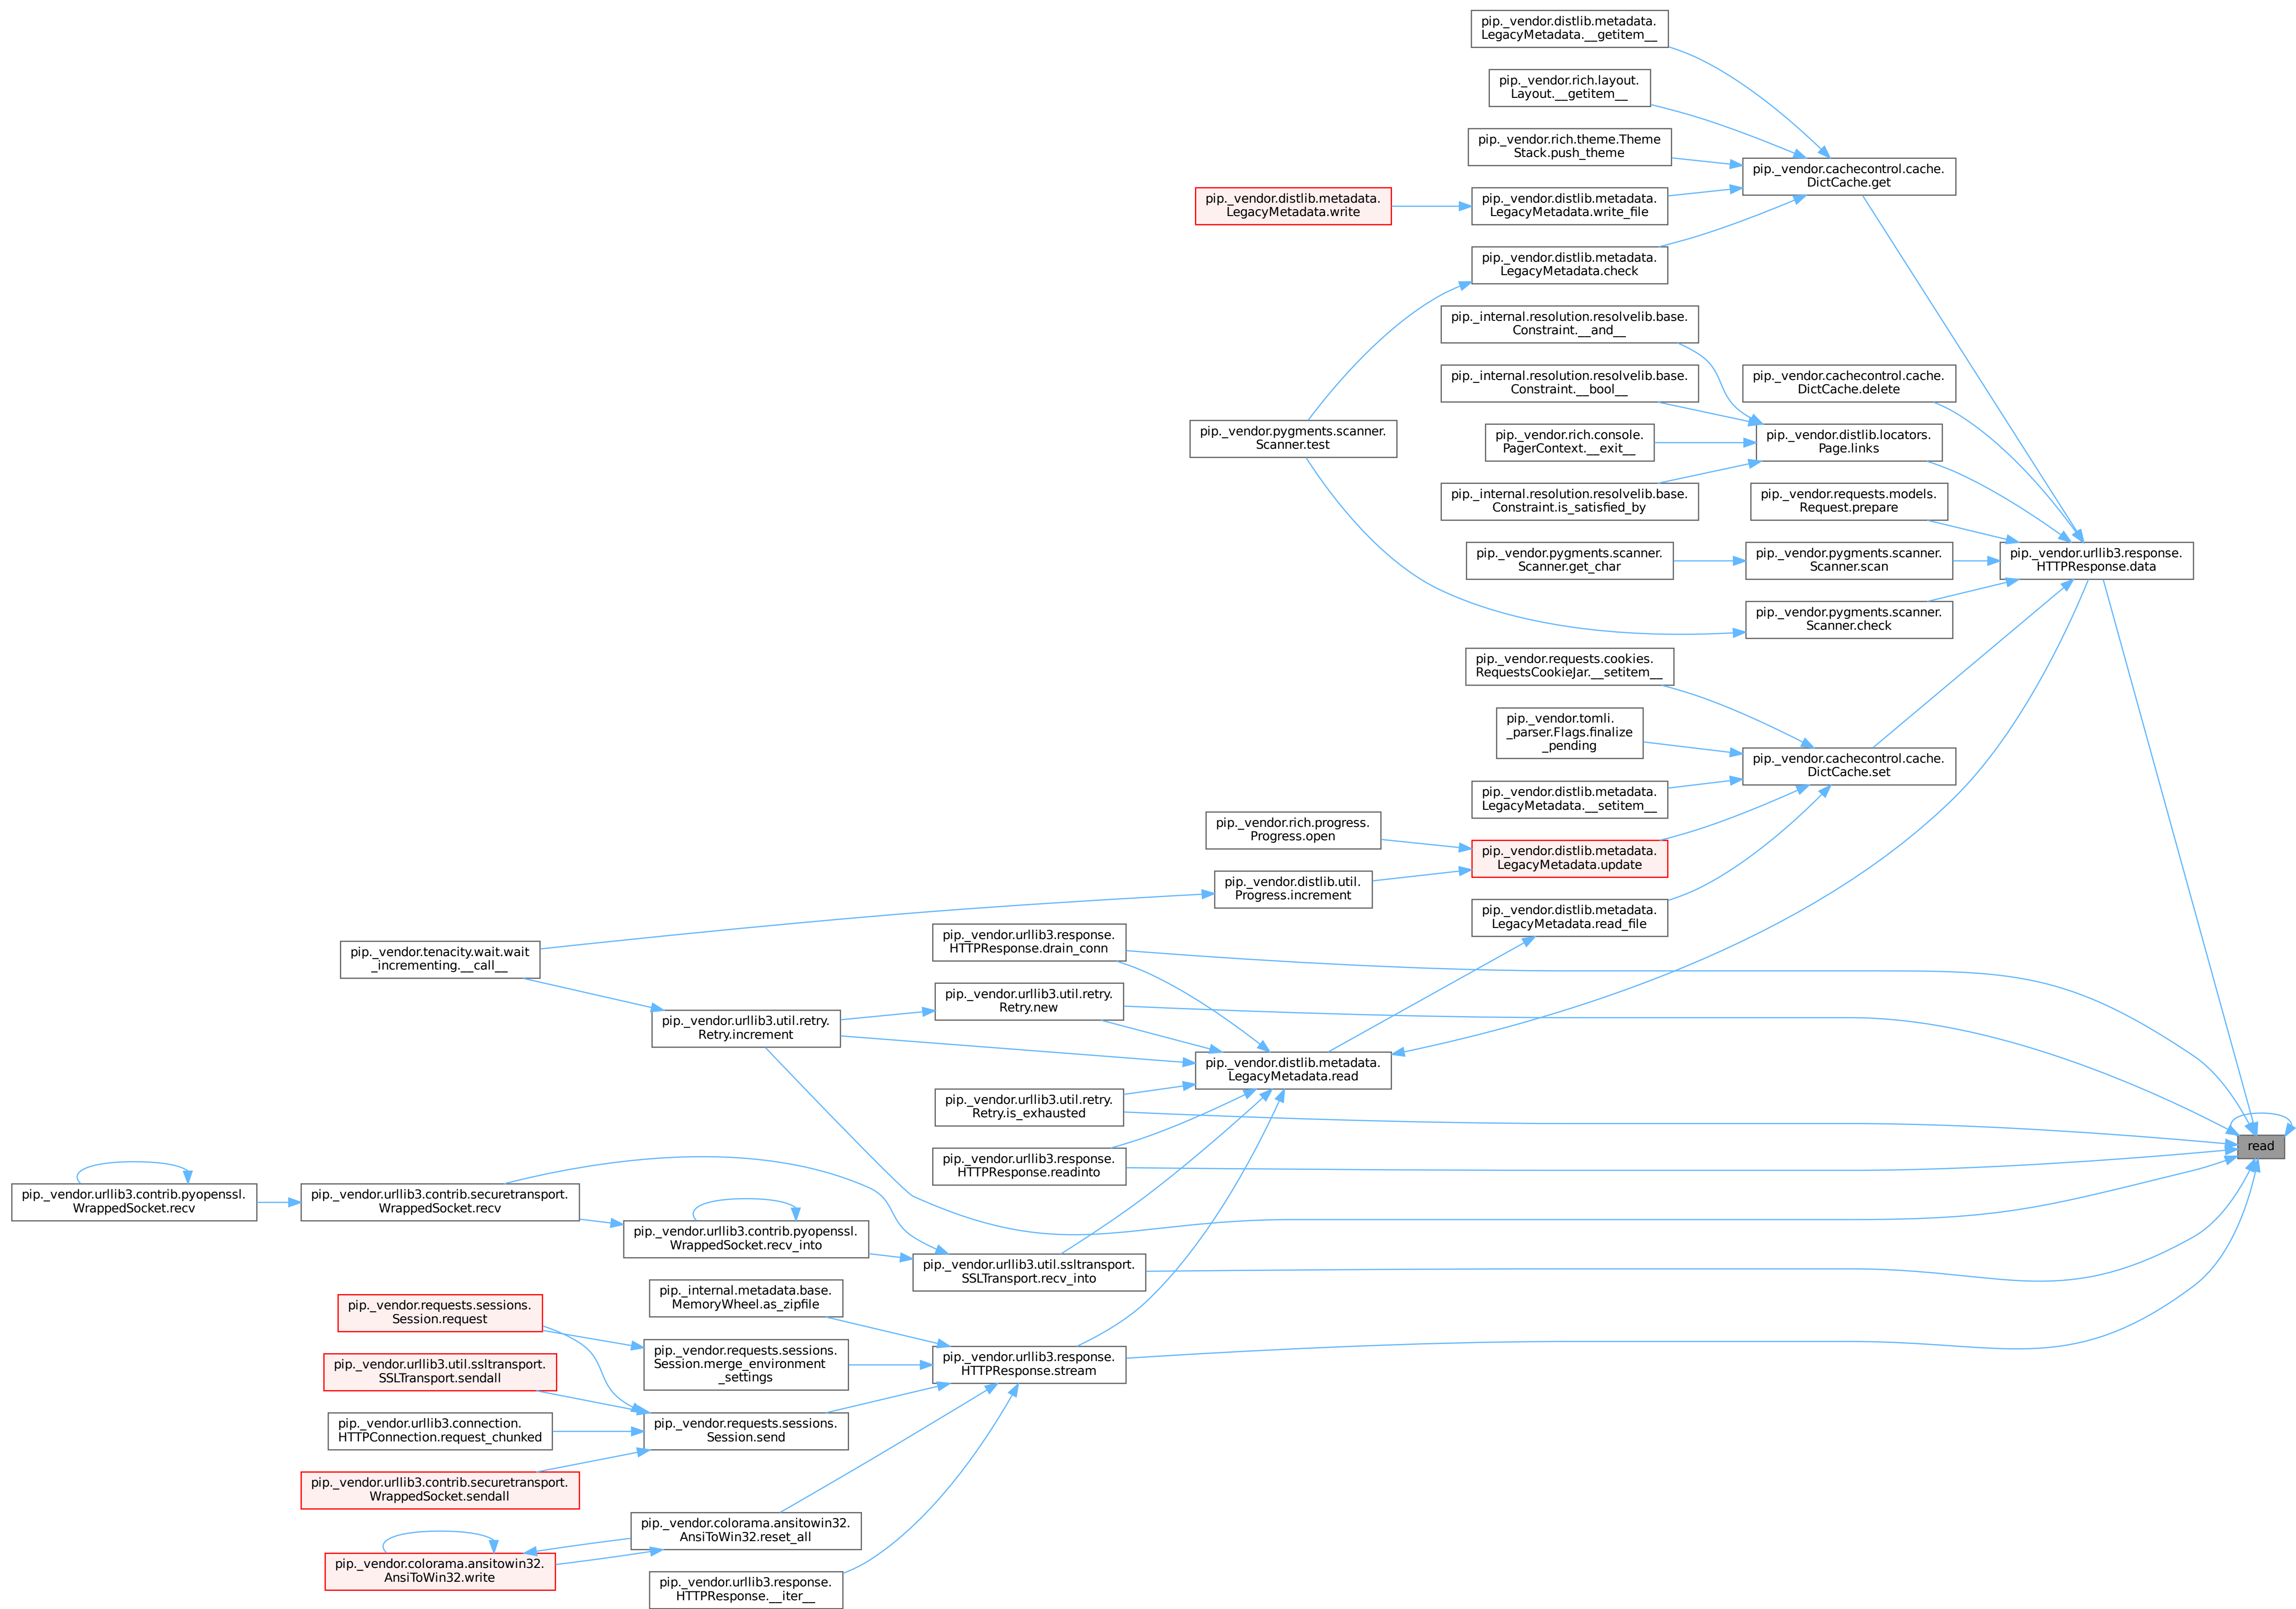 pip._vendor.distlib.metadata.
LegacyMetadata.__getitem__
pip._vendor.rich.layout.
Layout.__getitem__
pip._vendor.rich.theme.Theme
Stack.push_theme
pip._vendor.cachecontrol.cache.
DictCache.get
pip._vendor.distlib.metadata.
LegacyMetadata.write
pip._vendor.distlib.metadata.
LegacyMetadata.write_file
pip._vendor.distlib.metadata.
LegacyMetadata.check
pip._internal.resolution.resolvelib.base.
Constraint.__and__
pip._internal.resolution.resolvelib.base.
Constraint.__bool__
pip._vendor.cachecontrol.cache.
DictCache.delete
pip._vendor.pygments.scanner.
Scanner.test
pip._vendor.rich.console.
PagerContext.__exit__
pip._vendor.distlib.locators.
Page.links
pip._internal.resolution.resolvelib.base.
Constraint.is_satisfied_by
pip._vendor.requests.models.
Request.prepare
pip._vendor.pygments.scanner.
Scanner.get_char
pip._vendor.pygments.scanner.
Scanner.scan
pip._vendor.urllib3.response.
HTTPResponse.data
pip._vendor.pygments.scanner.
Scanner.check
pip._vendor.requests.cookies.
RequestsCookieJar.__setitem__
pip._vendor.tomli.
_parser.Flags.finalize
_pending
pip._vendor.cachecontrol.cache.
DictCache.set
pip._vendor.distlib.metadata.
LegacyMetadata.__setitem__
pip._vendor.rich.progress.
Progress.open
pip._vendor.distlib.metadata.
LegacyMetadata.update
pip._vendor.distlib.util.
Progress.increment
pip._vendor.distlib.metadata.
LegacyMetadata.read_file
pip._vendor.urllib3.response.
HTTPResponse.drain_conn
pip._vendor.tenacity.wait.wait
_incrementing.__call__
pip._vendor.urllib3.util.retry.
Retry.new
pip._vendor.urllib3.util.retry.
Retry.increment
pip._vendor.distlib.metadata.
LegacyMetadata.read
pip._vendor.urllib3.util.retry.
Retry.is_exhausted
read
pip._vendor.urllib3.response.
HTTPResponse.readinto
pip._vendor.urllib3.contrib.pyopenssl.
WrappedSocket.recv
pip._vendor.urllib3.contrib.securetransport.
WrappedSocket.recv
pip._vendor.urllib3.contrib.pyopenssl.
WrappedSocket.recv_into
pip._vendor.urllib3.util.ssltransport.
SSLTransport.recv_into
pip._internal.metadata.base.
MemoryWheel.as_zipfile
pip._vendor.requests.sessions.
Session.request
pip._vendor.requests.sessions.
Session.merge_environment
_settings
pip._vendor.urllib3.response.
HTTPResponse.stream
pip._vendor.urllib3.util.ssltransport.
SSLTransport.sendall
pip._vendor.urllib3.connection.
HTTPConnection.request_chunked
pip._vendor.requests.sessions.
Session.send
pip._vendor.urllib3.contrib.securetransport.
WrappedSocket.sendall
pip._vendor.colorama.ansitowin32.
AnsiToWin32.reset_all
pip._vendor.colorama.ansitowin32.
AnsiToWin32.write
pip._vendor.urllib3.response.
HTTPResponse.__iter__